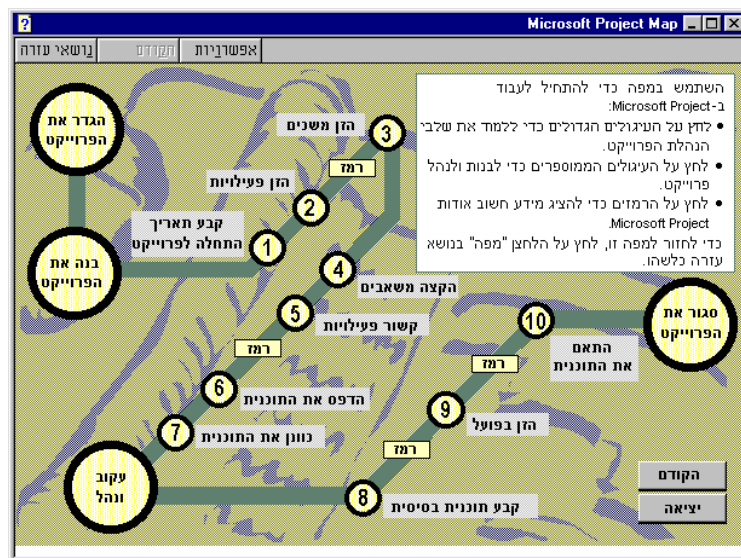 Microsoft Project Map
נושאי עזרה
הקודם
אפשרויות
השתמש במפה כדי להתחיל לעבוד
ב-Microsoft Project:
• לחץ על העיגולים הגדולים כדי ללמוד את שלבי
הנהלת הפרוייקט.
• לחץ על העיגולים הממוספרים כדי לבנות ולנהל
פרוייקט.
• לחץ על הרמזים כדי להציג מידע חשוב אודות
Microsoft Project.
כדי לחזור למפה זו, לחץ על הלחצן "מפה" בנושא
עזרה כלשהו.
הגדר את
הפרוייקט
בנה את
הפרוייקט
1
קבע תאריך
התחלה לפרוייקט
2
הזן פעילויות
רמז
3
הזן משכים
4
הקצה משאבים
5
קשור פעילויות
רמז
6
הדפס את התוכנית
7
כוונן את התוכנית
עקוב
ונהל
8
קבע תוכנית בסיסית
רמז
9
הזן בפועל
רמז
10
התאם
את התוכנית
סגור את
הפרוייקט
הקודם
יציאה